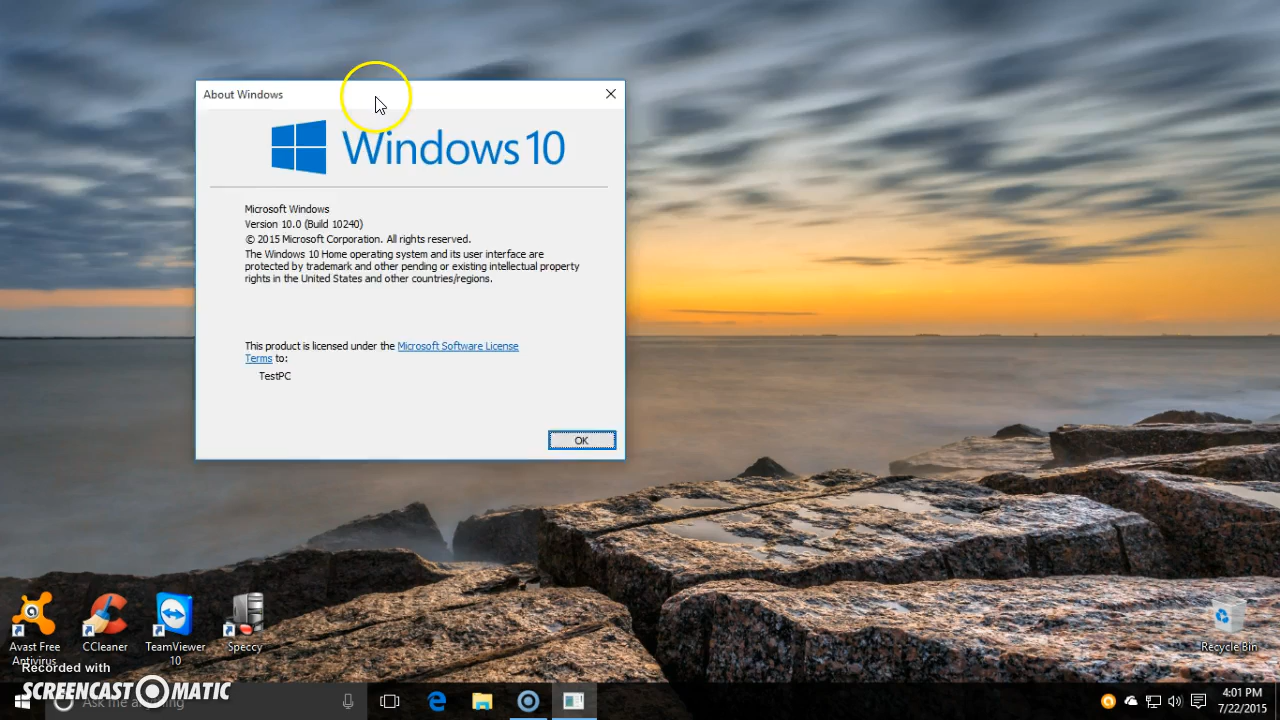 About Windows
Windows 10
Microsoft Windows
Version 10.0 (Build 10240)
© 2015 Microsoft Corporation. All rights reserved.
The Windows 10 Home operating system and its user interface are
protected by trademark and other pending or existing intellectual property
rights in the United States and other countries/regions.
This product is licensed under the Microsoft Software License
Terms to:
TestPC
OK
Avast Free
Antivirus
CCleaner
TeamViewer
10
Speccy
Recycle Bin
Recorded with
SCREENCAST MATIC
Ask me anything
4:01 PM
7/22/2015